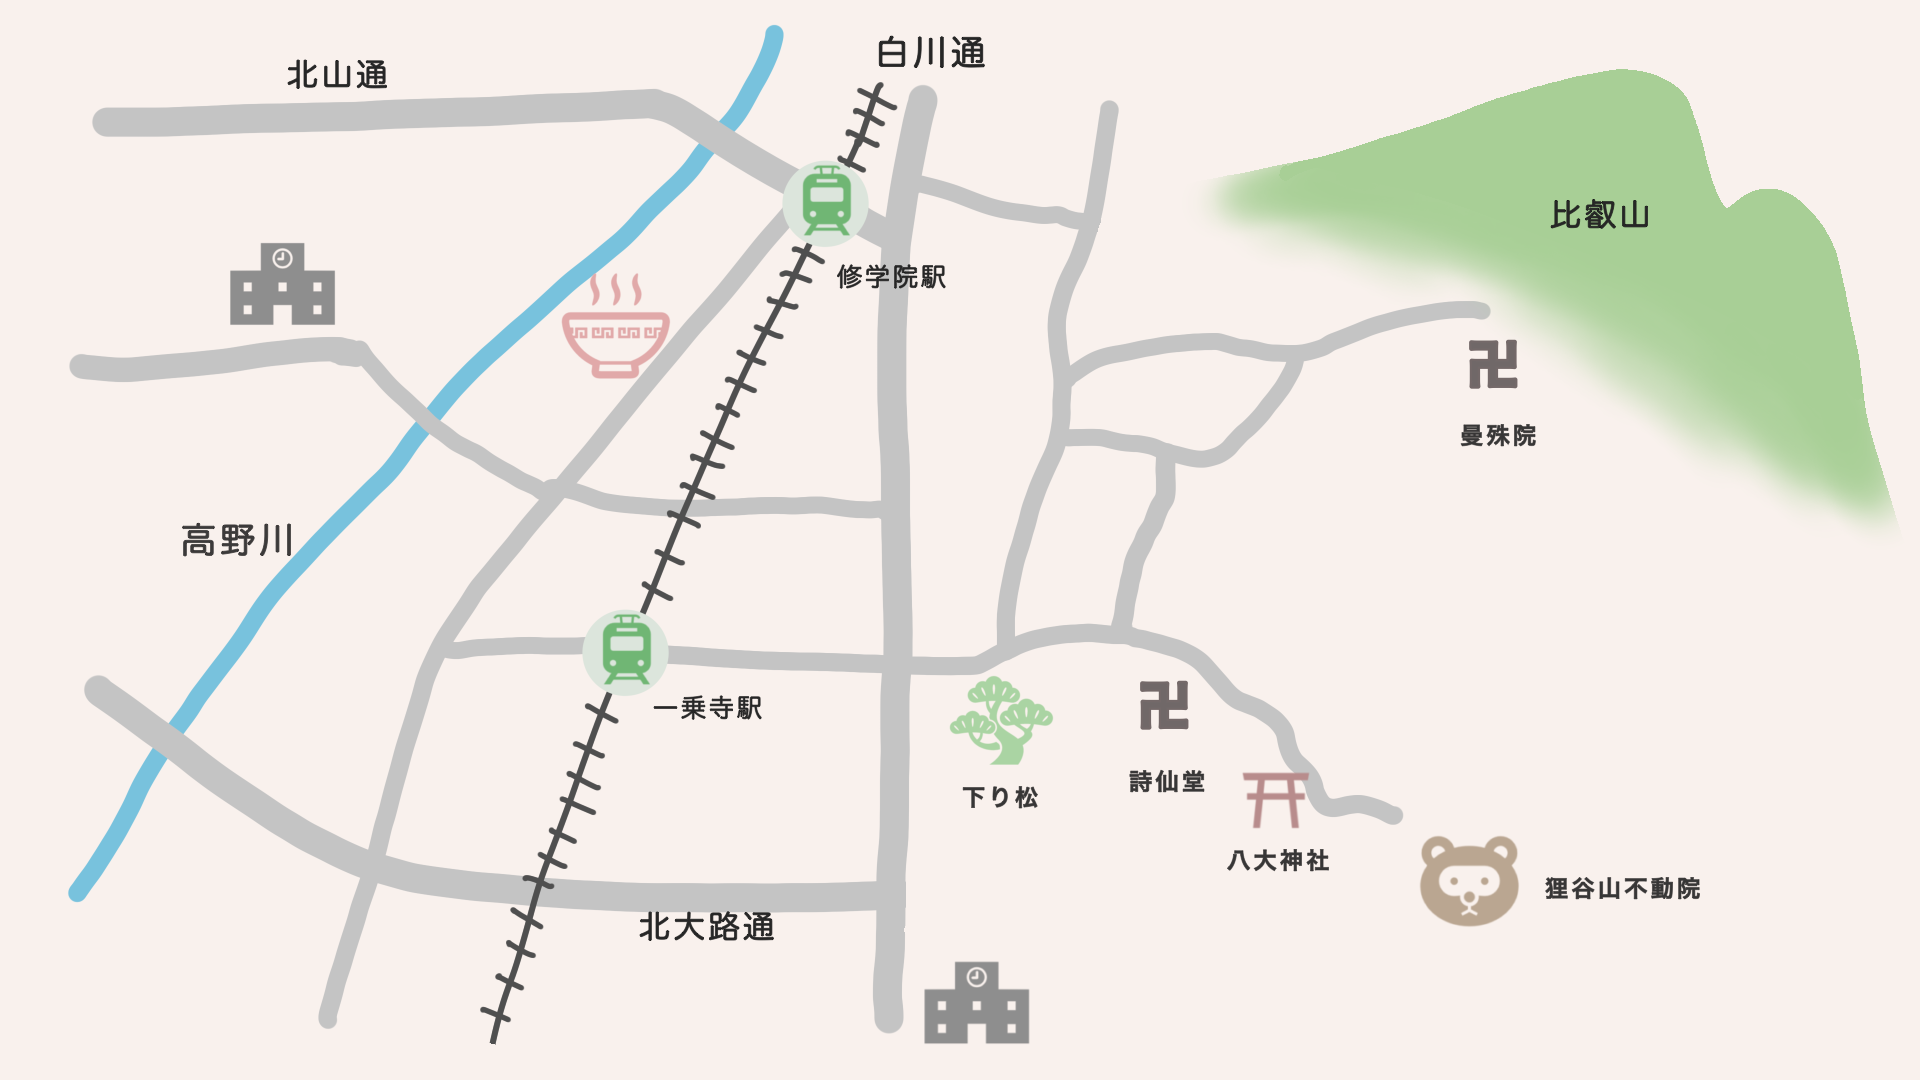 白川通
北山通
比叡山
修学院駅
曼殊院
高野川
一乗寺駅
詩仙堂
下り松
八大神社
狸谷山不動院
北大路通